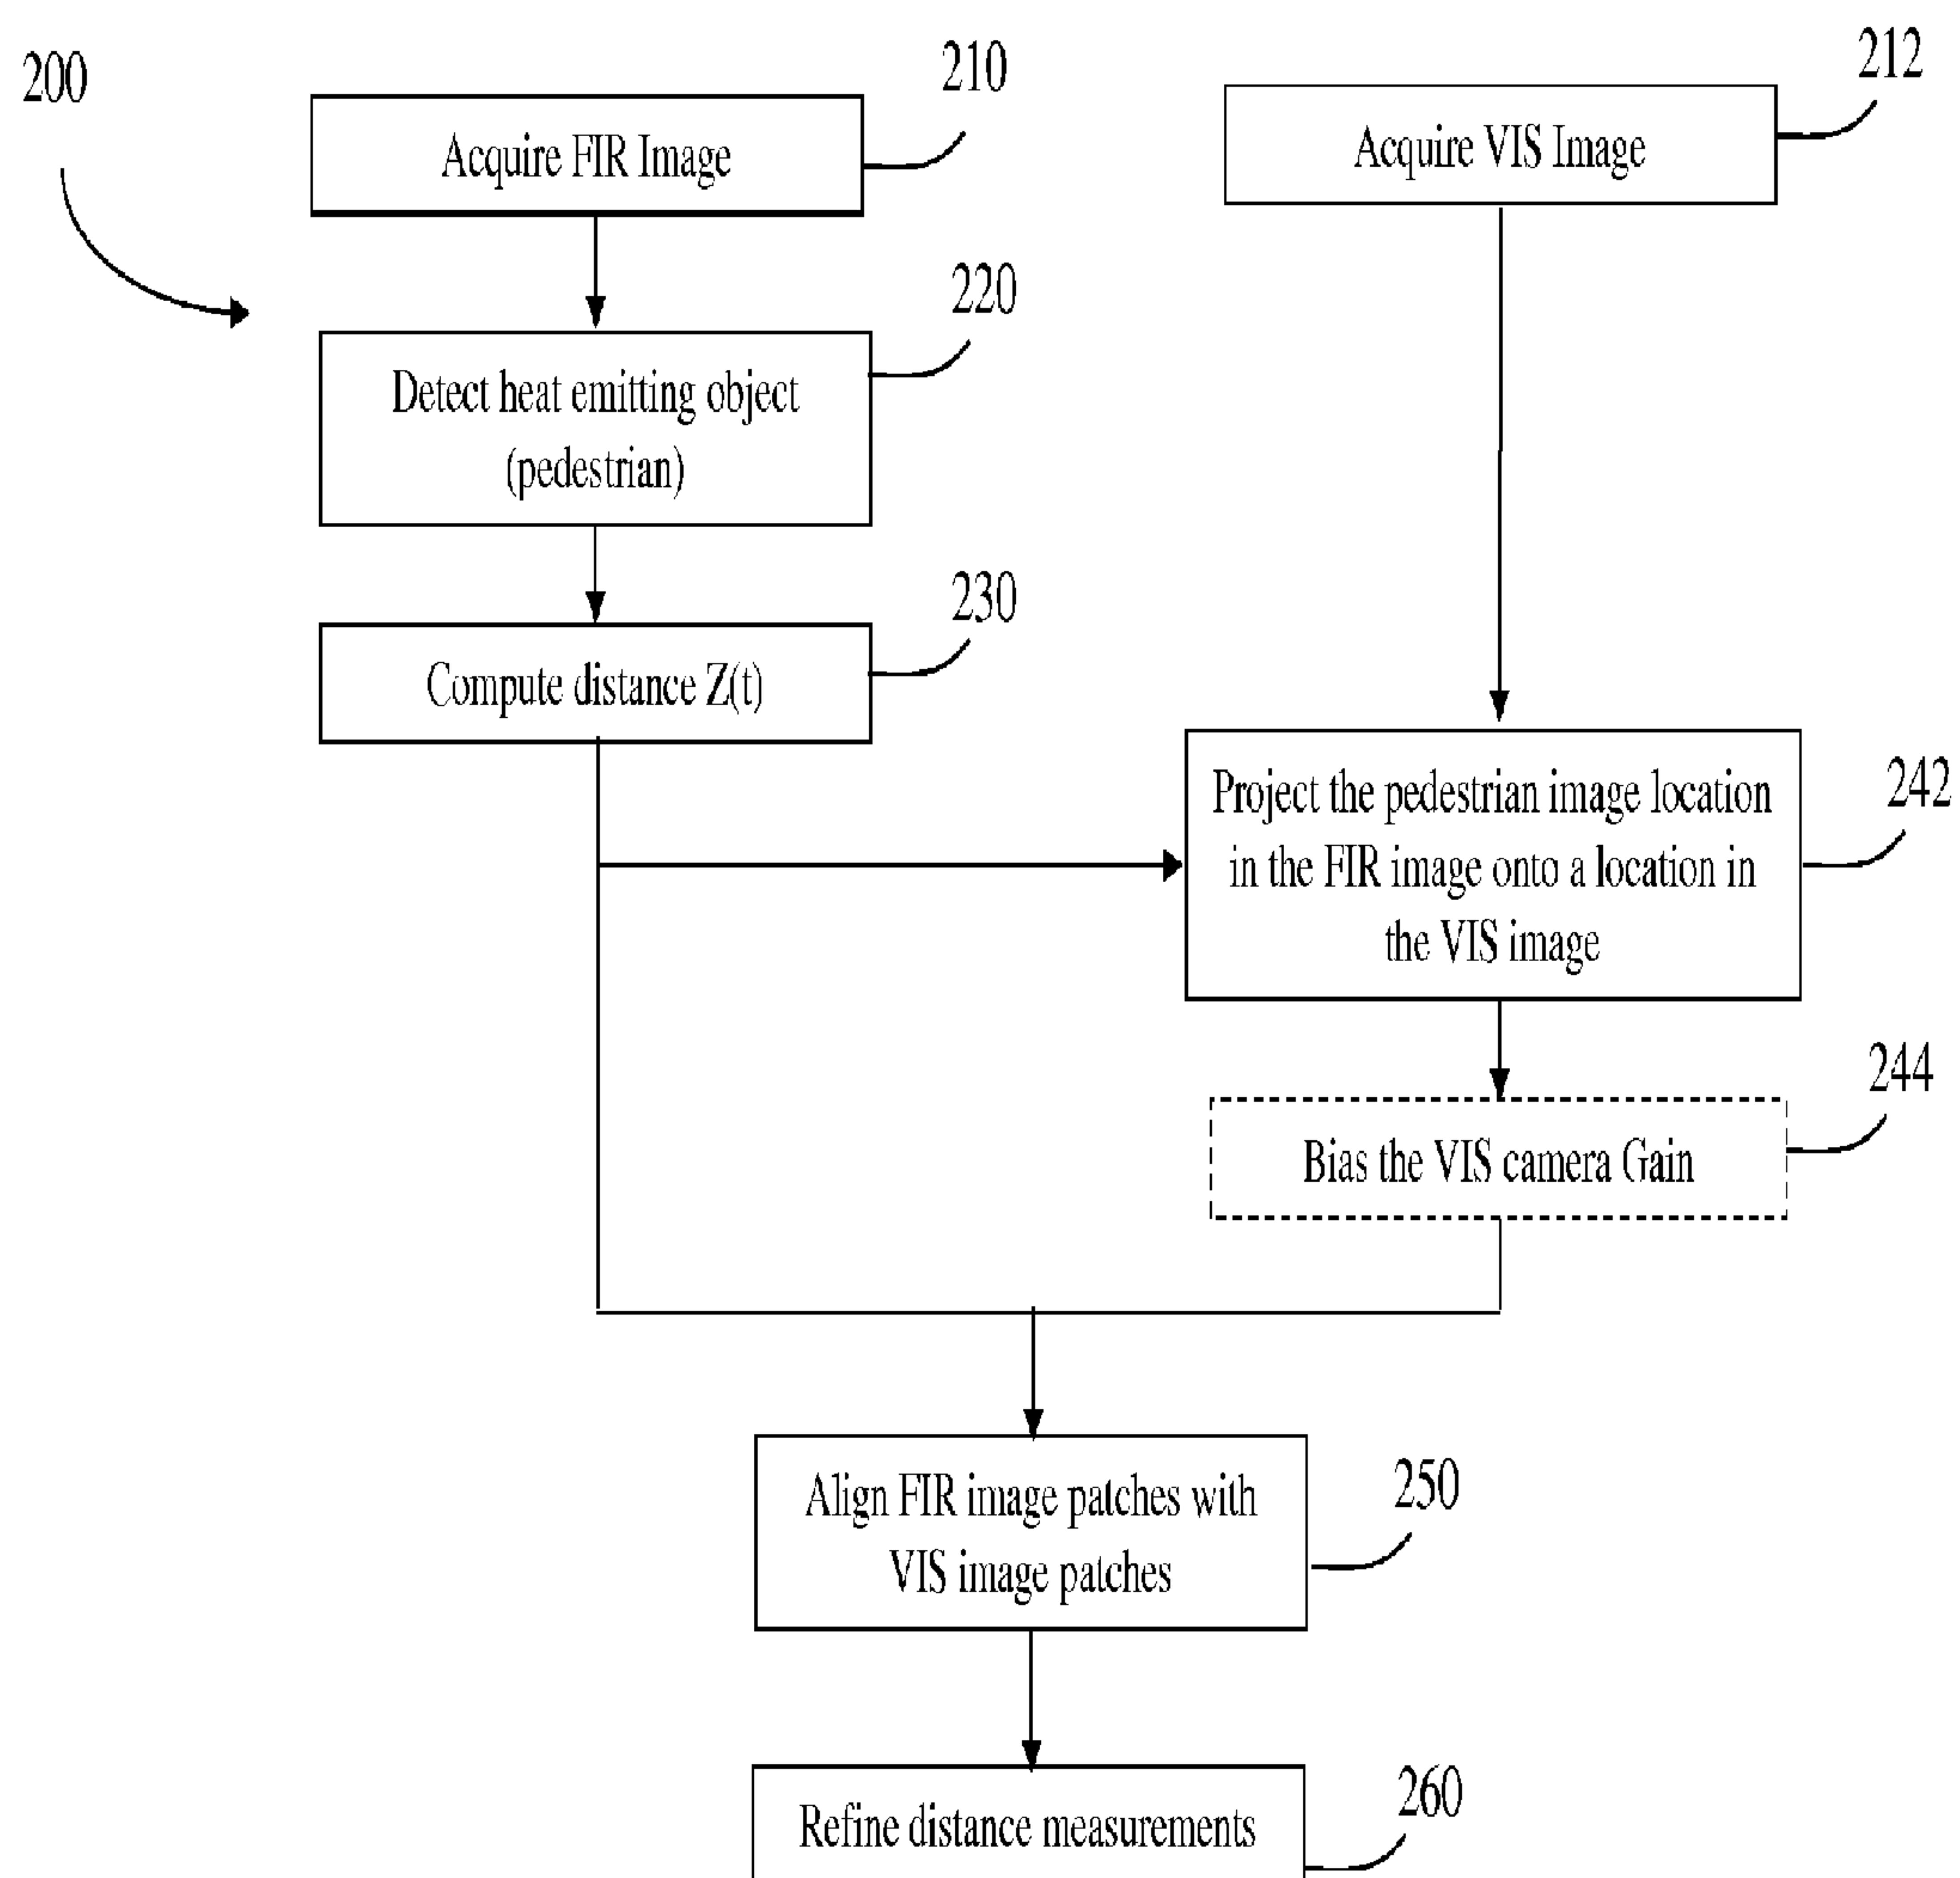 200
210
212
Acquire FIR Image
Acquire VIS Image
220
Detect heat emitting object
(pedestrian)
230
Compute distance Z(t)
242
Project the pedestrian image location
in the FIR image onto a location in
the VIS image
244
Bias the VIS camera Gain
250
Align FIR image patches with
VIS image patches
260
Refine distance measurements